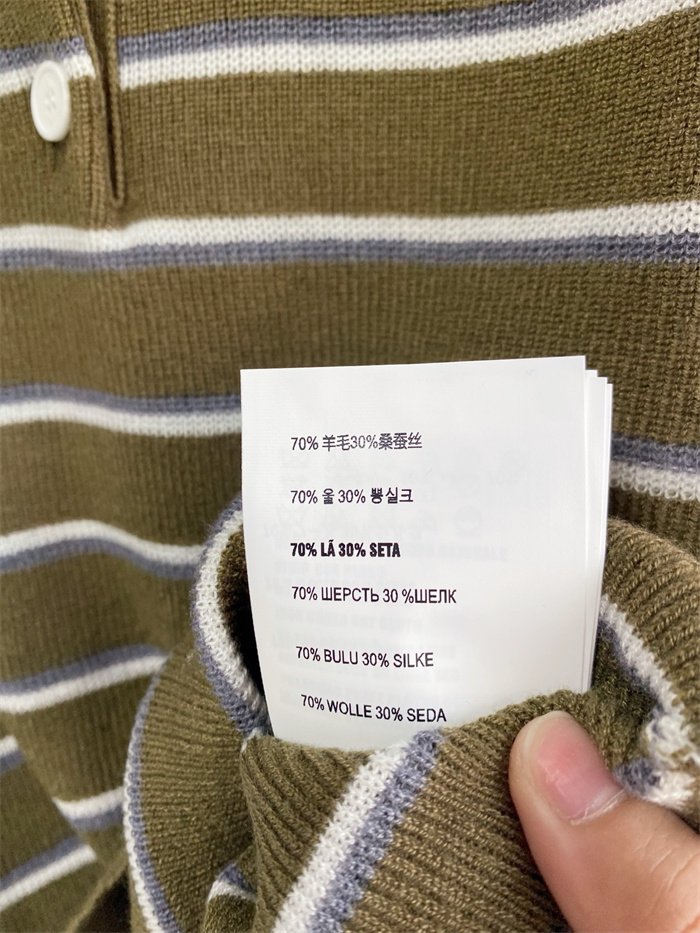 70% 羊毛30%桑蚕丝
70% 울 30% 뽕실크
70% LÃ 30% SETA
70% ШЕРСТЬ 30 %ШЕЛК
70% BULU 30% SILKE
70% WOLLE 30% SEDA